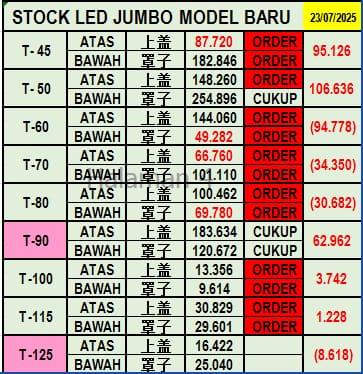 STOCK LED JUMBO MODEL BARU 23/07/2025
T- 45 ATAS 上盖 87.720 ORDER 95.126
BAWAH 罩子 182.846 ORDER
T- 50 ATAS 上盖 148.260 ORDER 106.636
BAWAH 罩子 254.896 CUKUP
T-60 ATAS 上盖 144.060 ORDER (94.778)
BAWAH 罩子 49.282 ORDER
T-70 ATAS 上盖 66.760 ORDER (34.350)
BAWAH 罩子 101.110 ORDER
T-80 ATAS 上盖 100.462 ORDER (30.682)
BAWAH 罩子 69.780 ORDER
T-90 ATAS 上盖 183.634 CUKUP 62.962
BAWAH 罩子 120.672 CUKUP
T-100 ATAS 上盖 13.356 ORDER 3.742
BAWAH 罩子 9.614 ORDER
T-115 ATAS 上盖 30.829 ORDER 1.228
BAWAH 罩子 29.601 ORDER
T-125 ATAS 上盖 16.422 (8.618)
BAWAH 罩子 25.040